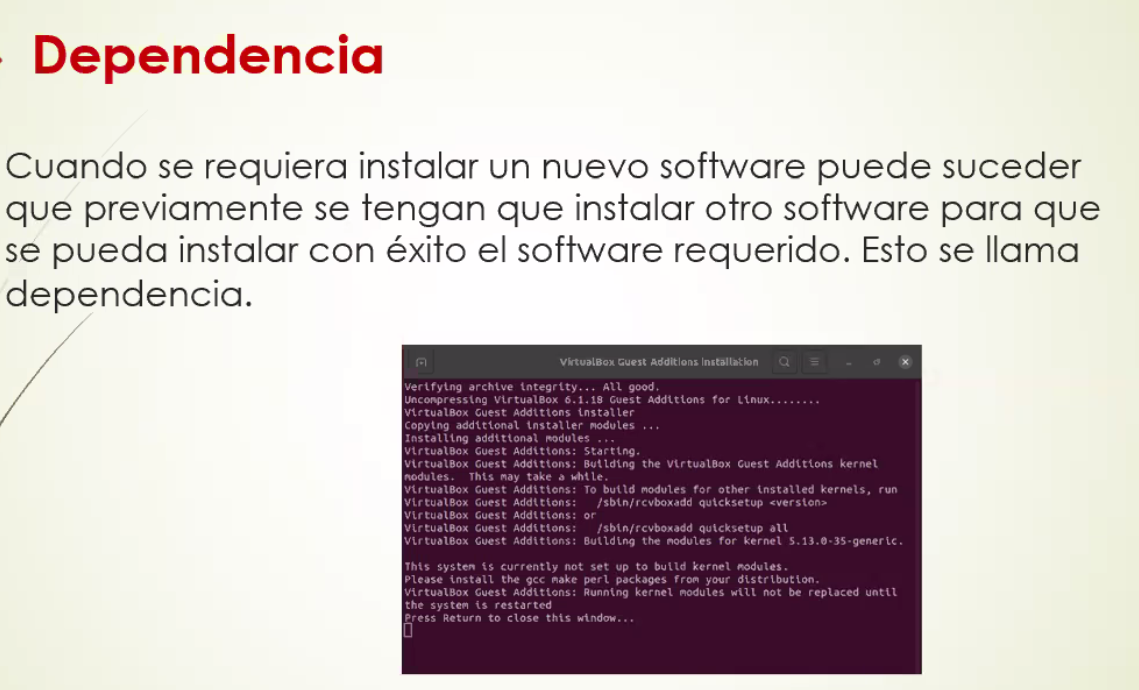 Dependencia
Cuando se requiera instalar un nuevo software puede suceder
que previamente se tengan que instalar otro software para que
se pueda instalar con éxito el software requerido. Esto se llama
dependencia.
VirtualBox Guest Additions installation
Verifying archive integrity... All good.
Uncompressing VirtualBox 6.1.18 Guest Additions for Linux........
VirtualBox Guest Additions installer
Copying additional installer modules ...
Installing additional modules ...
VirtualBox Guest Additions: Starting.
VirtualBox Guest Additions: Building the VirtualBox Guest Additions kernel
modules.  This may take a while.
VirtualBox Guest Additions: To build modules for other installed kernels, run
VirtualBox Guest Additions:   /sbin/rcvboxadd quicksetup <version>
VirtualBox Guest Additions: or
VirtualBox Guest Additions:   /sbin/rcvboxadd quicksetup all
VirtualBox Guest Additions: Building the modules for kernel 5.13.0-35-generic.
This system is currently not set up to build kernel modules.
Please install the gcc make perl packages from your distribution.
VirtualBox Guest Additions: Running kernel modules will not be replaced until
the system is restarted
Press Return to close this window...